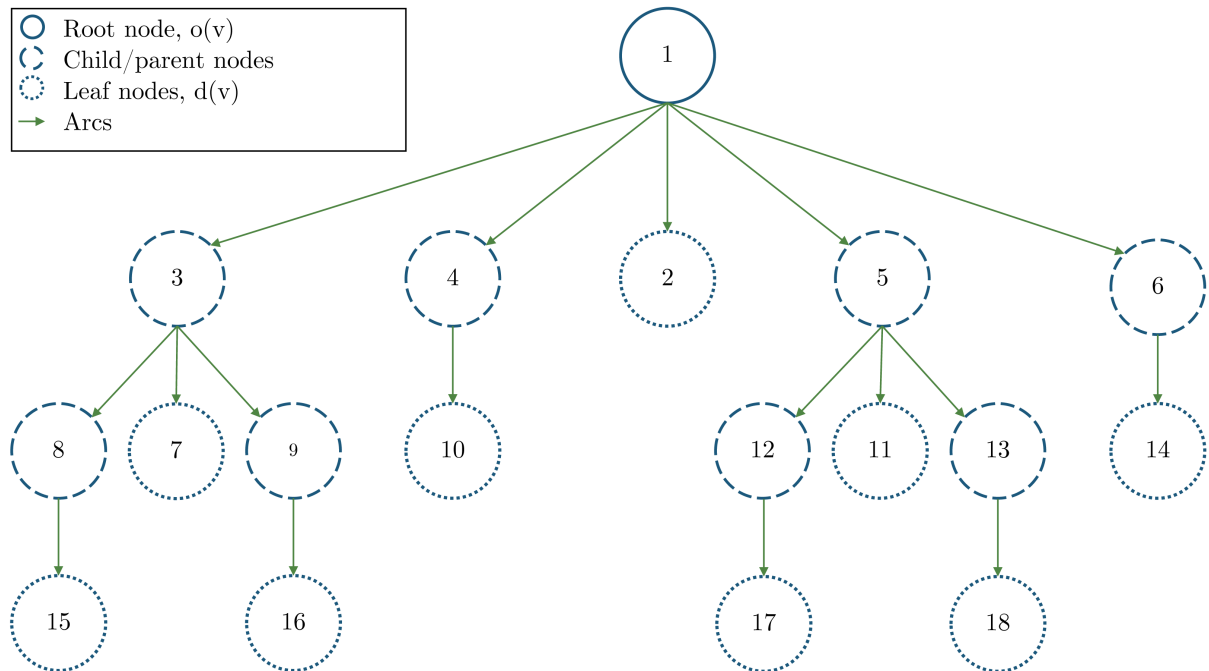 Root node, o(v)
Child/parent nodes
Leaf nodes, d(v)
Arcs
1
3 4 2 5 6
8 7 9 10 12 11 13 14
15 16 17 18